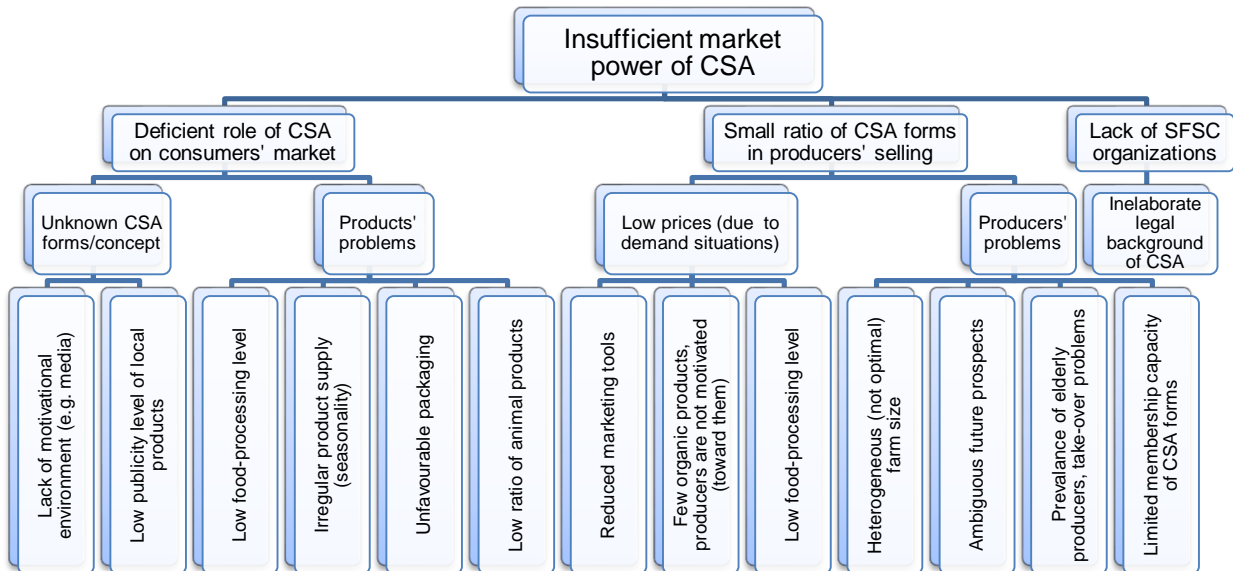 Insufficient market
power of CSA
Deficient role of CSA
on consumers' market
Small ratio of CSA forms
in producers' selling
Lack of SFSC
organizations
Unknown CSA
forms/concept
Products'
problems
Low prices (due to
demand situations)
Producers'
problems
Inelaborate
legal
background
of CSA
Lack of motivational
environment (e.g. media)
Low publicity level of local
products
Low food-processing level
Irregular product supply
(seasonality)
Unfavourable packaging
Low ratio of animal products
Reduced marketing tools
Few organic products,
producers are not motivated
(toward them)
Low food-processing level
Heterogeneous (not optimal)
farm size
Ambiguous future prospects
Prevalance of elderly
producers, take-over problems
Limited membership capacity
of CSA forms